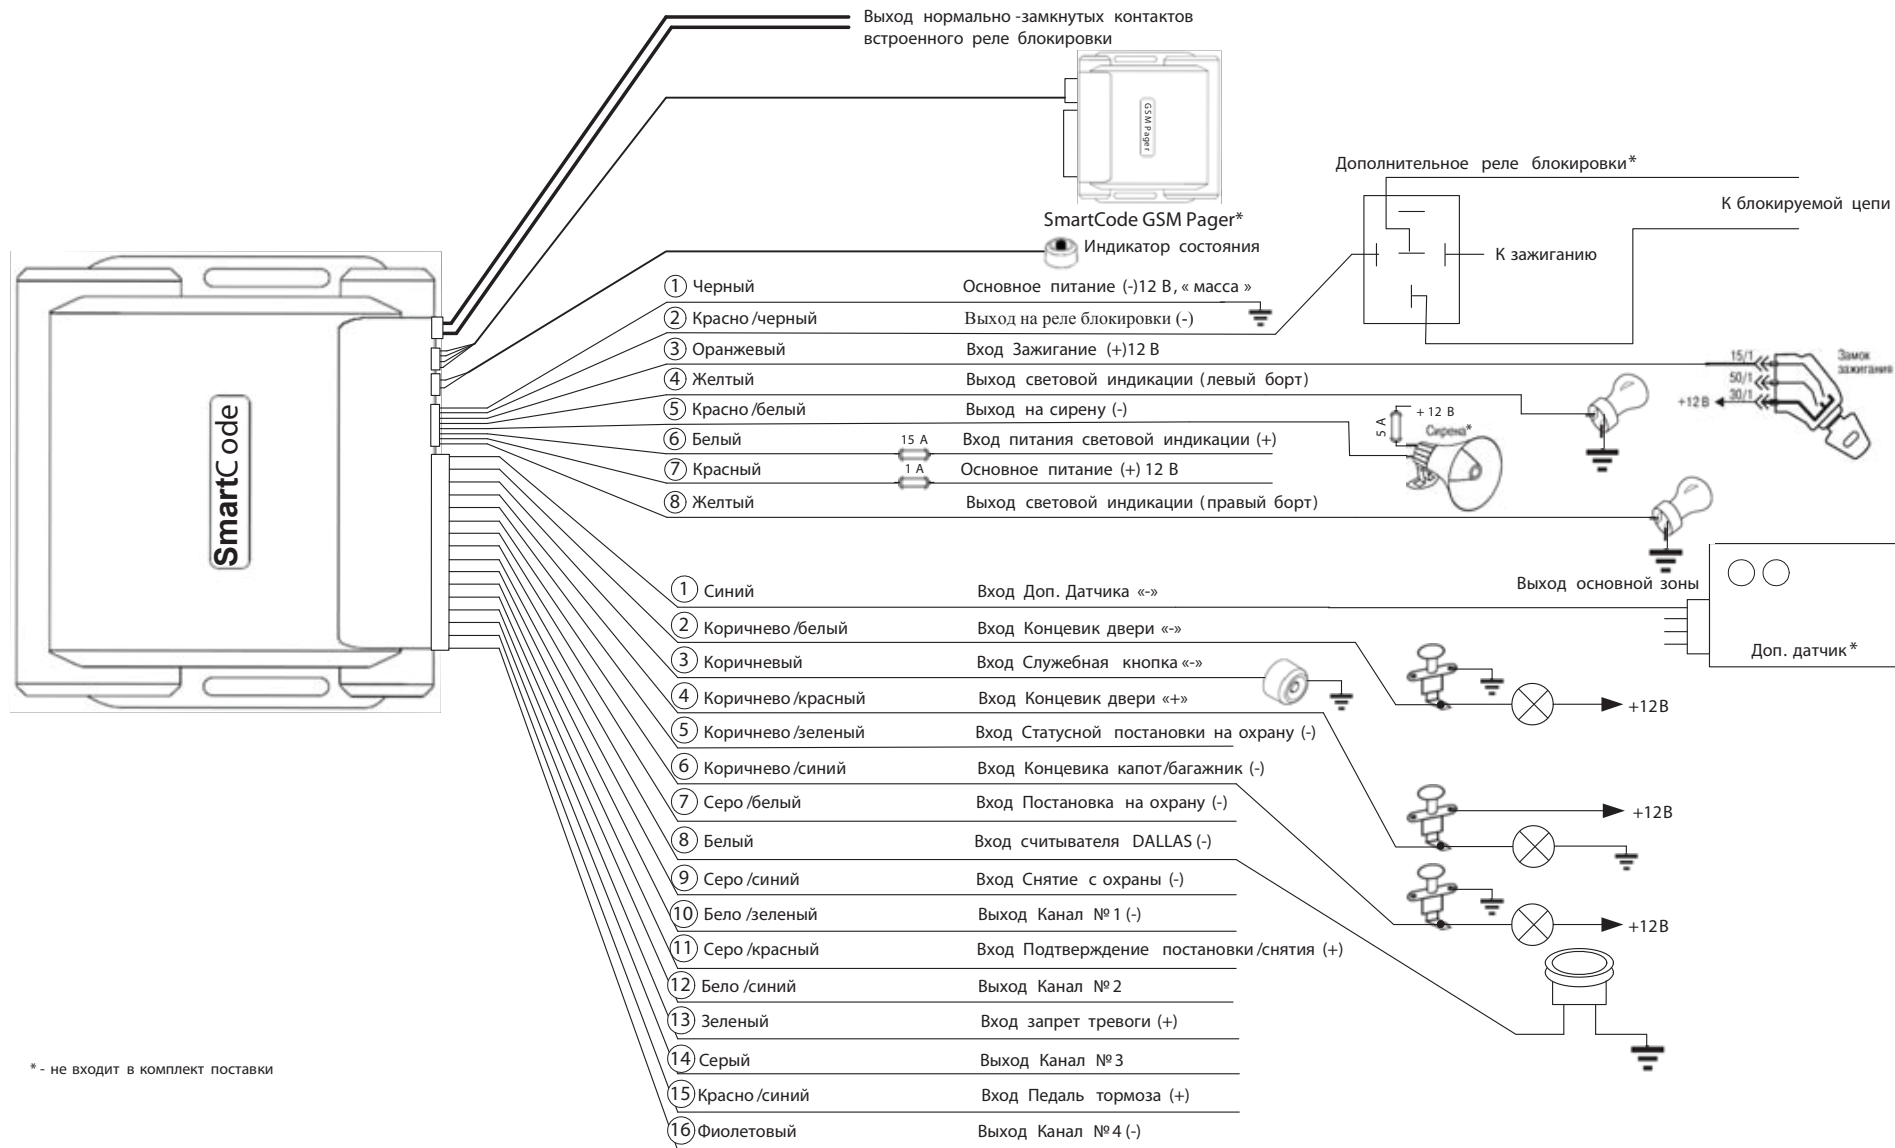 Выход нормально-замкнутых контактов
встроенного реле блокировки
GSM Pager
SmartCode GSM Pager*
Индикатор состояния
Дополнительное реле блокировки*
К блокируемой цепи
К зажиганию
SmartCode
1 Черный Основное питание (-)12 В, « масса »
2 Красно/черный Выход на реле блокировки (-)
3 Оранжевый Вход Зажигание (+)12 В
4 Желтый Выход световой индикации (левый борт)
5 Красно/белый Выход на сирену (-)
6 Белый 15 А Вход питания световой индикации (+)
7 Красный 1 А Основное питание (+) 12 В
8 Желтый Выход световой индикации (правый борт)
5 А
+ 12 В
Сирена*
15/1
50/1
30/1
+12 В
Замок
зажигания
Выход основной зоны
Доп. датчик*
1 Синий Вход Доп. Датчика «-»
2 Коричнево/белый Вход Концевик двери «-»
3 Коричневый Вход Служебная кнопка «-»
4 Коричнево/красный Вход Концевик двери «+»
5 Коричнево/зеленый Вход Статусной постановки на охрану (-)
6 Коричнево/синий Вход Концевика капот/багажник (-)
7 Серо/белый Вход Постановка на охрану (-)
8 Белый Вход считывателя DALLAS (-)
9 Серо/синий Вход Снятие с охраны (-)
10 Бело/зеленый Выход Канал №1 (-)
11 Серо/красный Вход Подтверждение постановки/снятия (+)
12 Бело/синий Выход Канал №2
13 Зеленый Вход запрет тревоги (+)
14 Серый Выход Канал №3
15 Красно/синий Вход Педаль тормоза (+)
16 Фиолетовый Выход Канал №4 (-)
+12В
+12В
+12В
* - не входит в комплект поставки